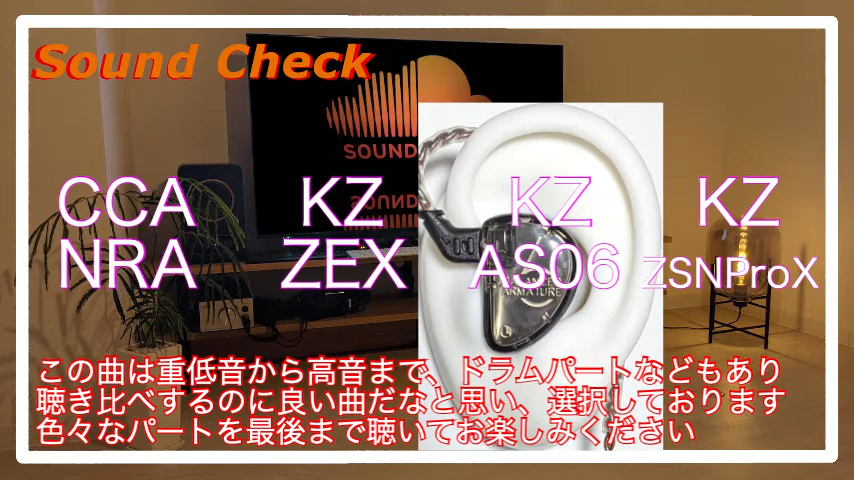 Sound Check
SOUND
CCA
NRA
KZ
ZEX
KZ
AS06
KZ
ZSNProX
ARMATURE
L
この曲は重低音から高音まで、ドラムパートなどもあり
聴き比べするのに良い曲だなと思い、選択しております
色々なパートを最後まで聴いてお楽しみください